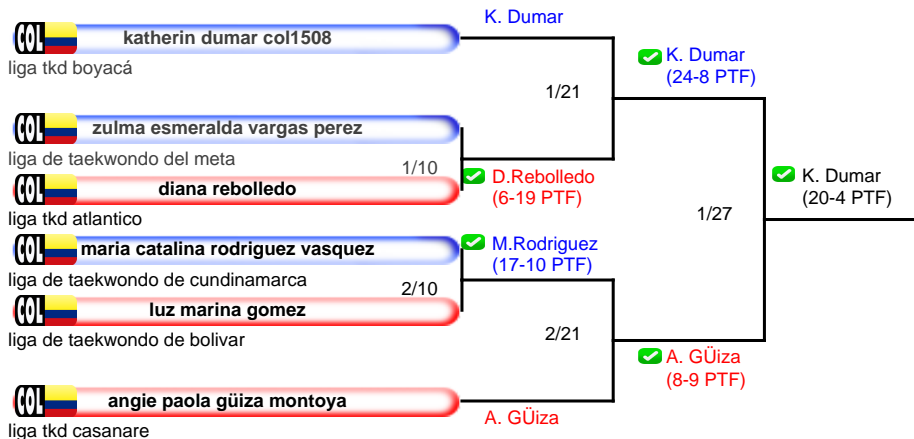 K. Dumar
COL katherin dumar col1508
liga tkd boyacá
K. Dumar
(24-8 PTF)
1/21
COL zulma esmeralda vargas perez
liga de taekwondo del meta
1/10
COL diana rebolledo
liga tkd atlantico
D.Rebolledo
(6-19 PTF)
K. Dumar
(20-4 PTF)
1/27
COL maria catalina rodriguez vasquez
liga de taekwondo de cundinamarca
M.Rodriguez
(17-10 PTF)
2/10
COL luz marina gomez
liga de taekwondo de bolivar
2/21
A. GÜiza
(8-9 PTF)
COL angie paola güiza montoya
liga tkd casanare
A. GÜiza